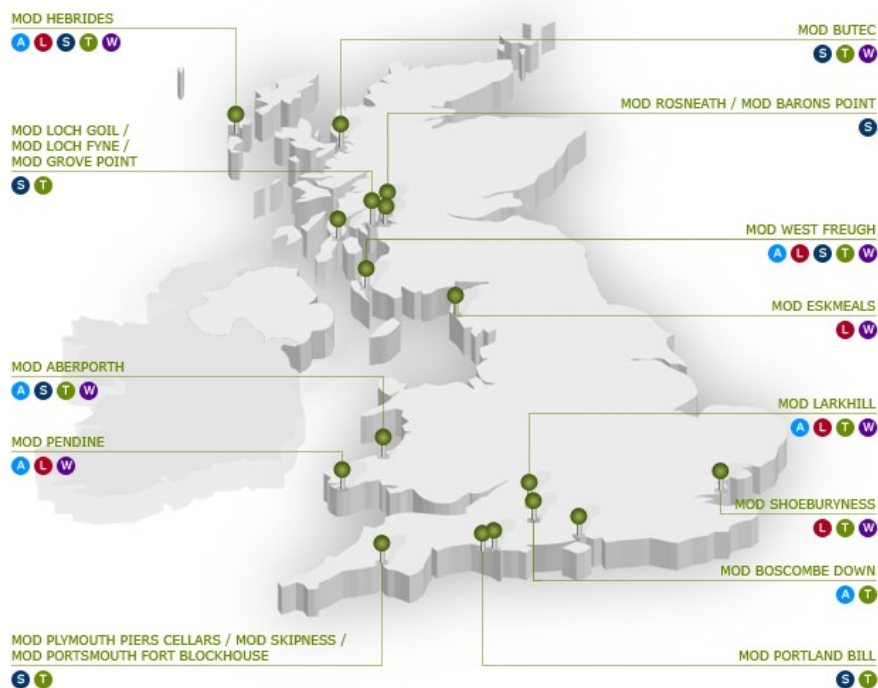 MOD HEBRIDES
A L S T W
MOD BUTEC
S T W
MOD ROSNEATH / MOD BARONS POINT
S
MOD LOCH GOIL /
MOD LOCH FYNE /
MOD GROVE POINT
S T
MOD WEST FREUGH
A L S T W
MOD ESKMEALS
L W
MOD ABERPORTH
A S T W
MOD LARKHILL
A L T W
MOD PENDINE
A L W
MOD SHOEBURYNESS
L T W
MOD BOSCOMBE DOWN
A T
MOD PLYMOUTH PIERS CELLARS / MOD SKIPNESS /
MOD PORTSMOUTH FORT BLOCKHOUSE
S T
MOD PORTLAND BILL
S T